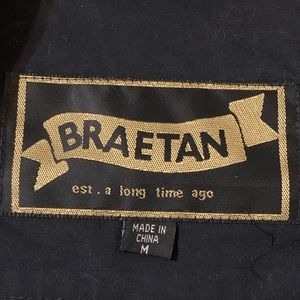 BRAETAN
est. a long time ago
MADE IN
CHINA
M